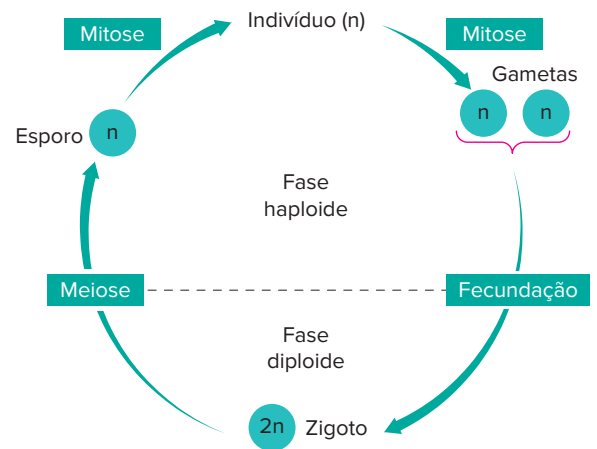 Indivíduo (n)
Mitose
Mitose
Gametas
n
n
Esporo
n
Fase
haploide
Meiose
Fecundação
Fase
diploide
2n
Zigoto